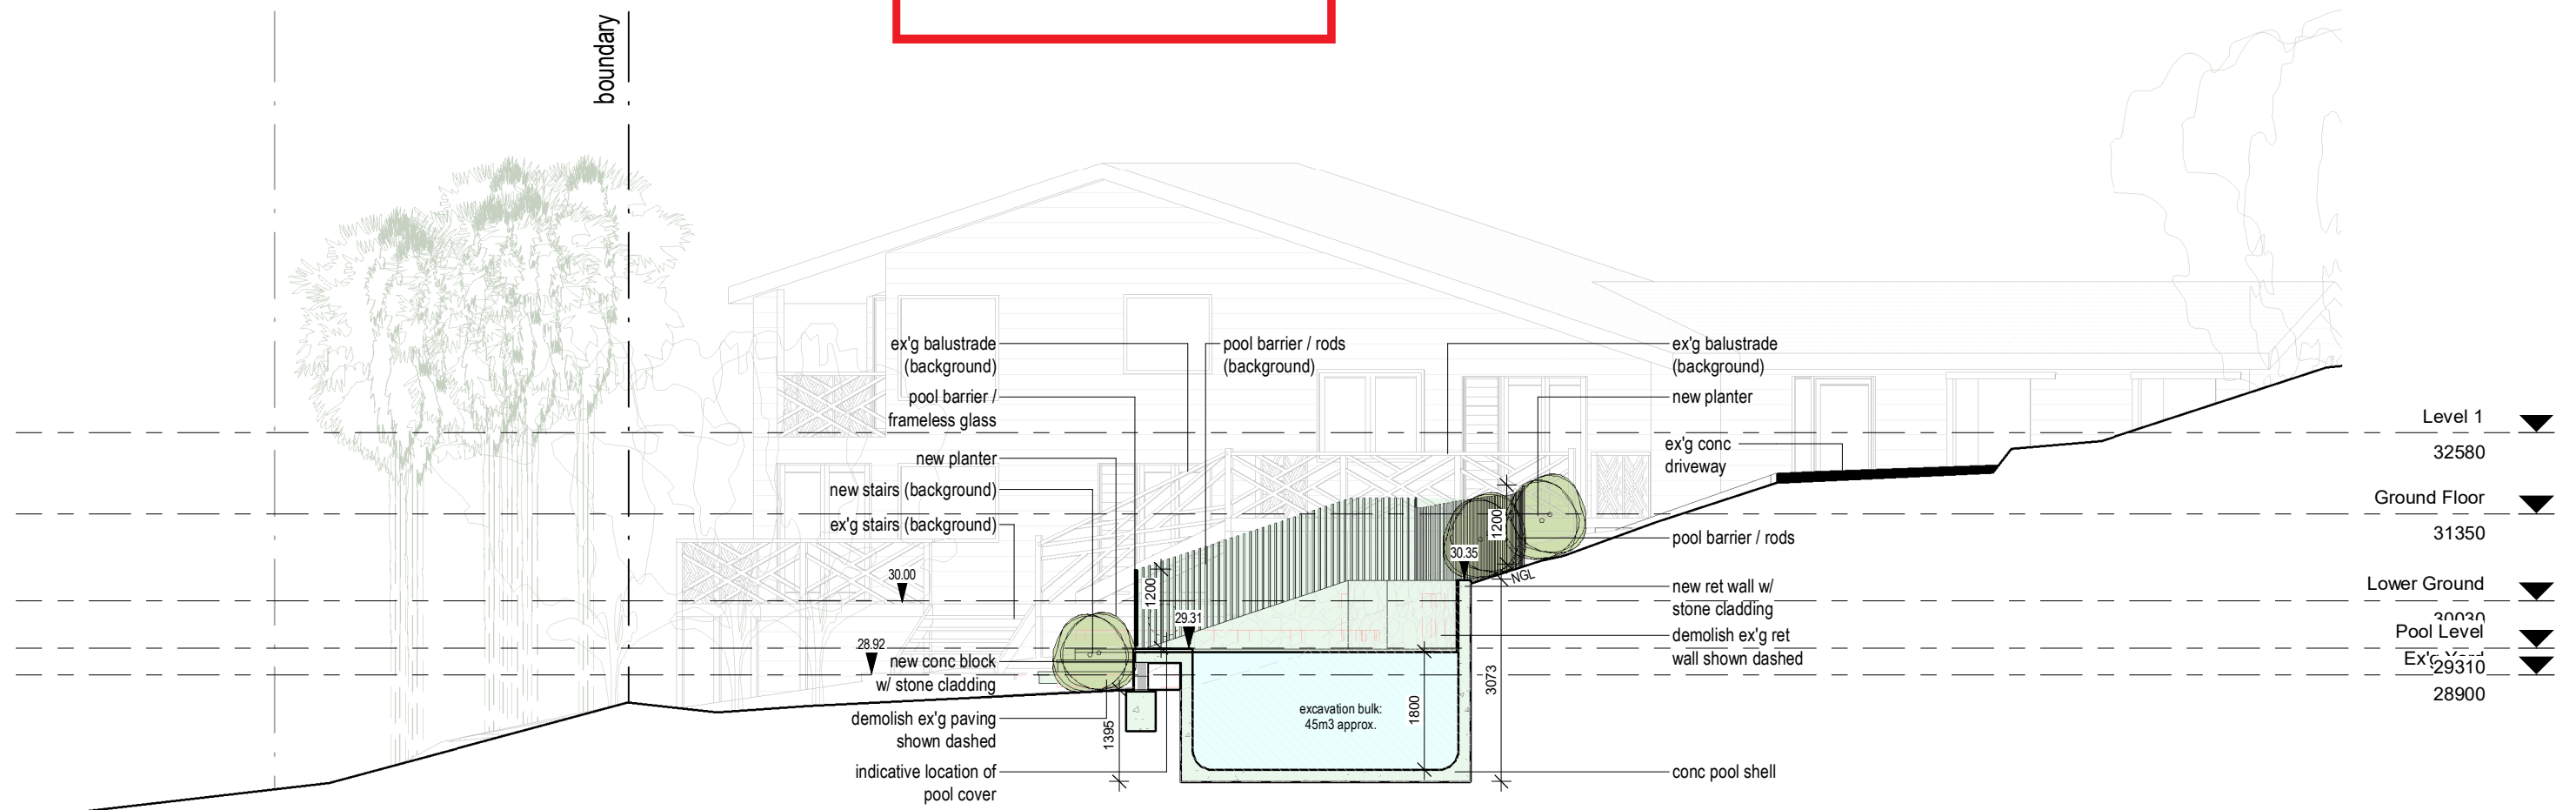 boundary
ex'g balustrade
(background)
pool barrier /
frameless glass
new planter
new stairs (background)
ex'g stairs (background)
30.00
28.92
new conc block
w/ stone cladding
demolish ex'g paving
shown dashed
indicative location of
pool cover
1395
pool barrier / rods
(background)
1200
29.31
excavation bulk:
45m3 approx.
1800
3073
30.35
1200
NGL
ex'g balustrade
(background)
new planter
ex'g conc
driveway
pool barrier / rods
new ret wall w/
stone cladding
demolish ex'g ret
wall shown dashed
conc pool shell
Level 1
32580
Ground Floor
31350
Lower Ground
30030
Pool Level
29310
Ex'g Yard
28900